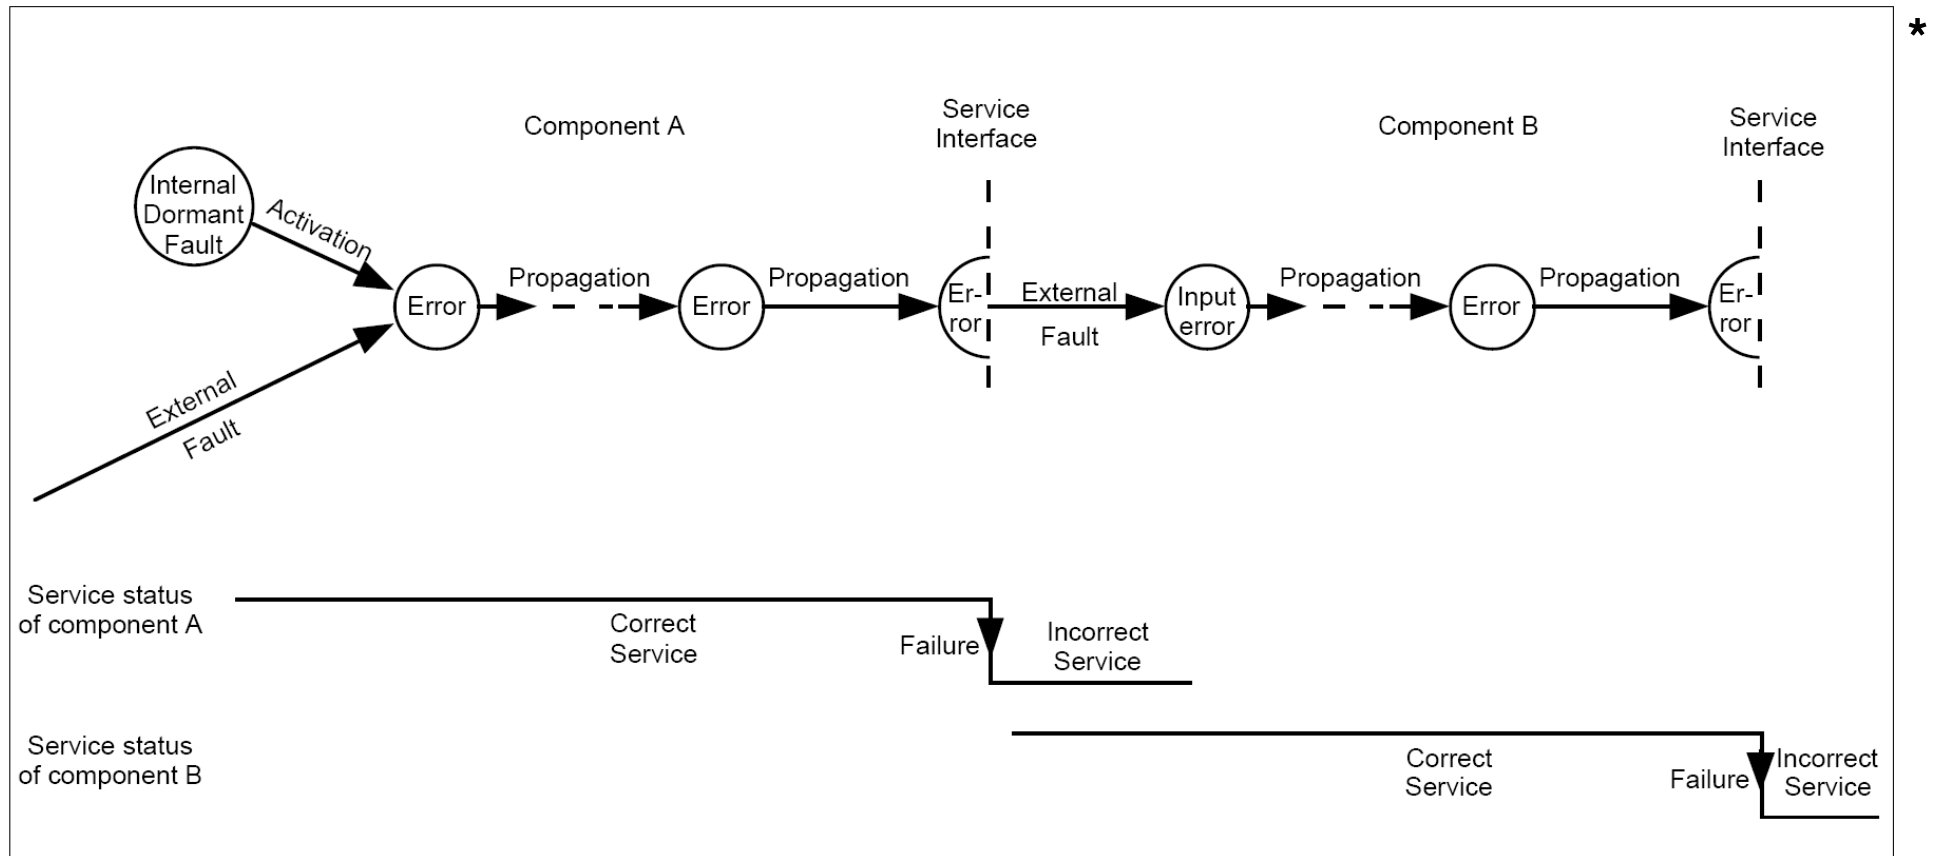 *
Component A
Service
Interface
Component B
Service
Interface
Internal
Dormant
Fault
Activation
Error
Propagation
Error
Propagation
Er-
ror
External
Fault
Input
error
Propagation
Error
Propagation
Er-
ror
External
Fault
Service status
of component A
Correct
Service
Failure
Incorrect
Service
Service status
of component B
Correct
Service
Failure
Incorrect
Service